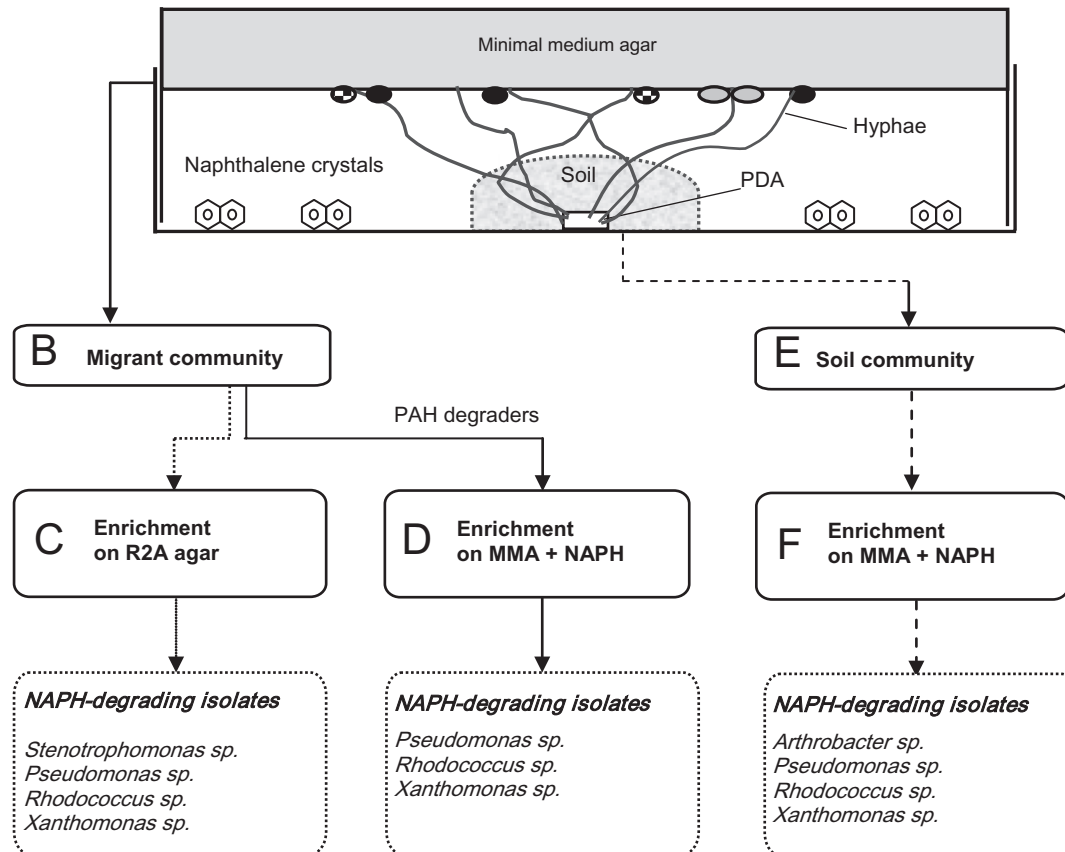 Minimal medium agar
Hyphae
Naphthalene crystals
Soil
PDA
B Migrant community
E Soil community
PAH degraders
C Enrichment
on R2A agar
D Enrichment
on MMA + NAPH
F Enrichment
on MMA + NAPH
NAPH-degrading isolates
Stenotrophomonas sp.
Pseudomonas sp.
Rhodococcus sp.
Xanthomonas sp.
NAPH-degrading isolates
Pseudomonas sp.
Rhodococcus sp.
Xanthomonas sp.
NAPH-degrading isolates
Arthrobacter sp.
Pseudomonas sp.
Rhodococcus sp.
Xanthomonas sp.